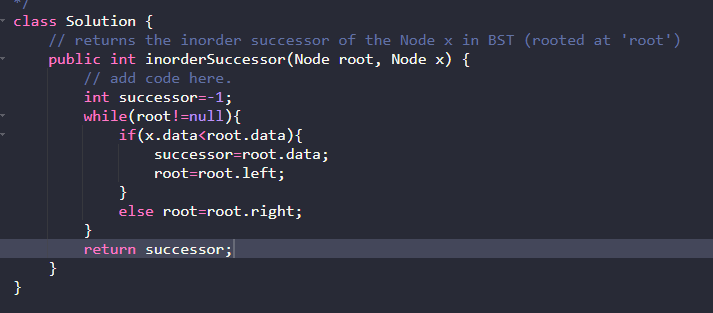 */
class Solution {
    // returns the inorder successor of the Node x in BST (rooted at 'root')
    public int inorderSuccessor(Node root, Node x) {
        // add code here.
        int successor=-1;
        while(root!=null){
            if(x.data<root.data){
                successor=root.data;
                root=root.left;
            }
            else root=root.right;
        }
        return successor;
    }
}